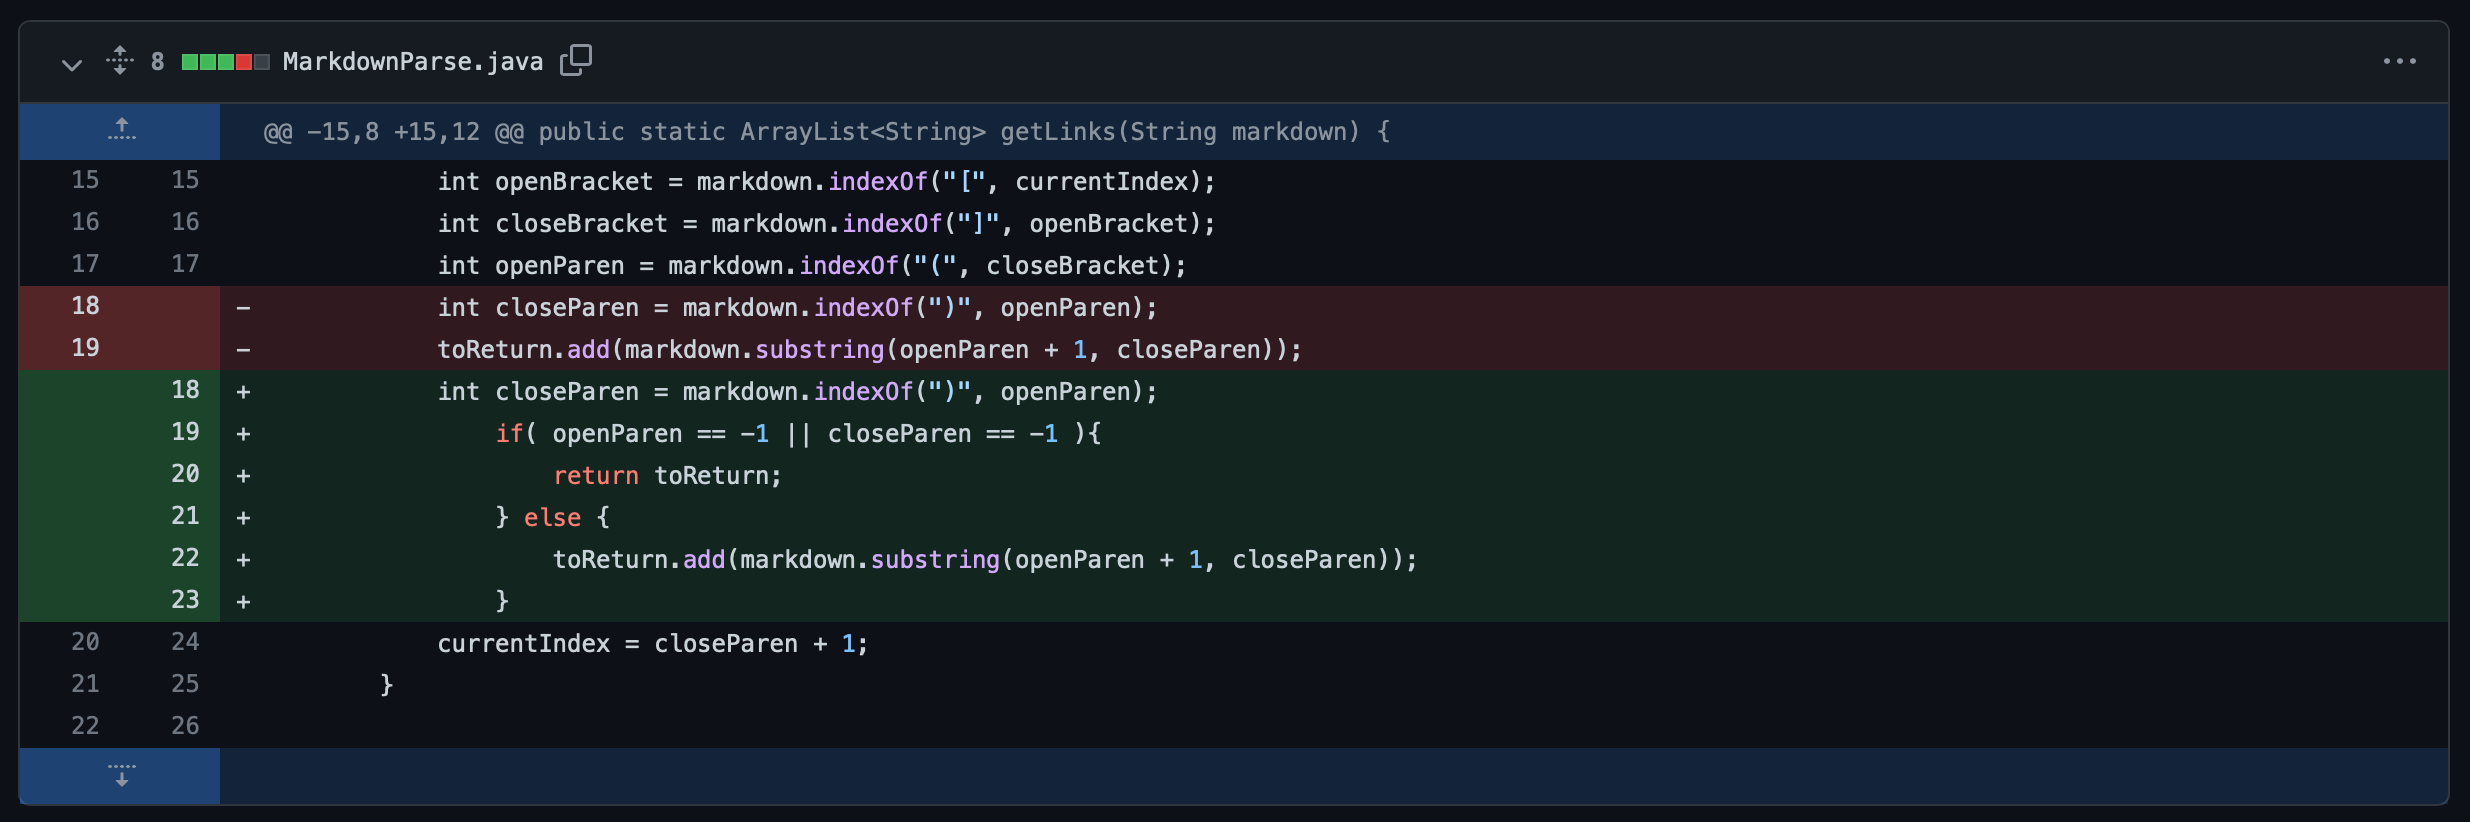 8 MarkdownParse.java
@@ -15,8 +15,12 @@ public static ArrayList<String> getLinks(String markdown) {
15 15 int openBracket = markdown.indexOf("[", currentIndex);
16 16 int closeBracket = markdown.indexOf("]", openBracket);
17 17 int openParen = markdown.indexOf("(", closeBracket);
18 - int closeParen = markdown.indexOf(")", openParen);
19 - toReturn.add(markdown.substring(openParen + 1, closeParen));
18 + int closeParen = markdown.indexOf(")", openParen);
19 + if( openParen == -1 || closeParen == -1 ){
20 + return toReturn;
21 + } else {
22 + toReturn.add(markdown.substring(openParen + 1, closeParen));
23 + }
20 24 currentIndex = closeParen + 1;
21 25 }
22 26